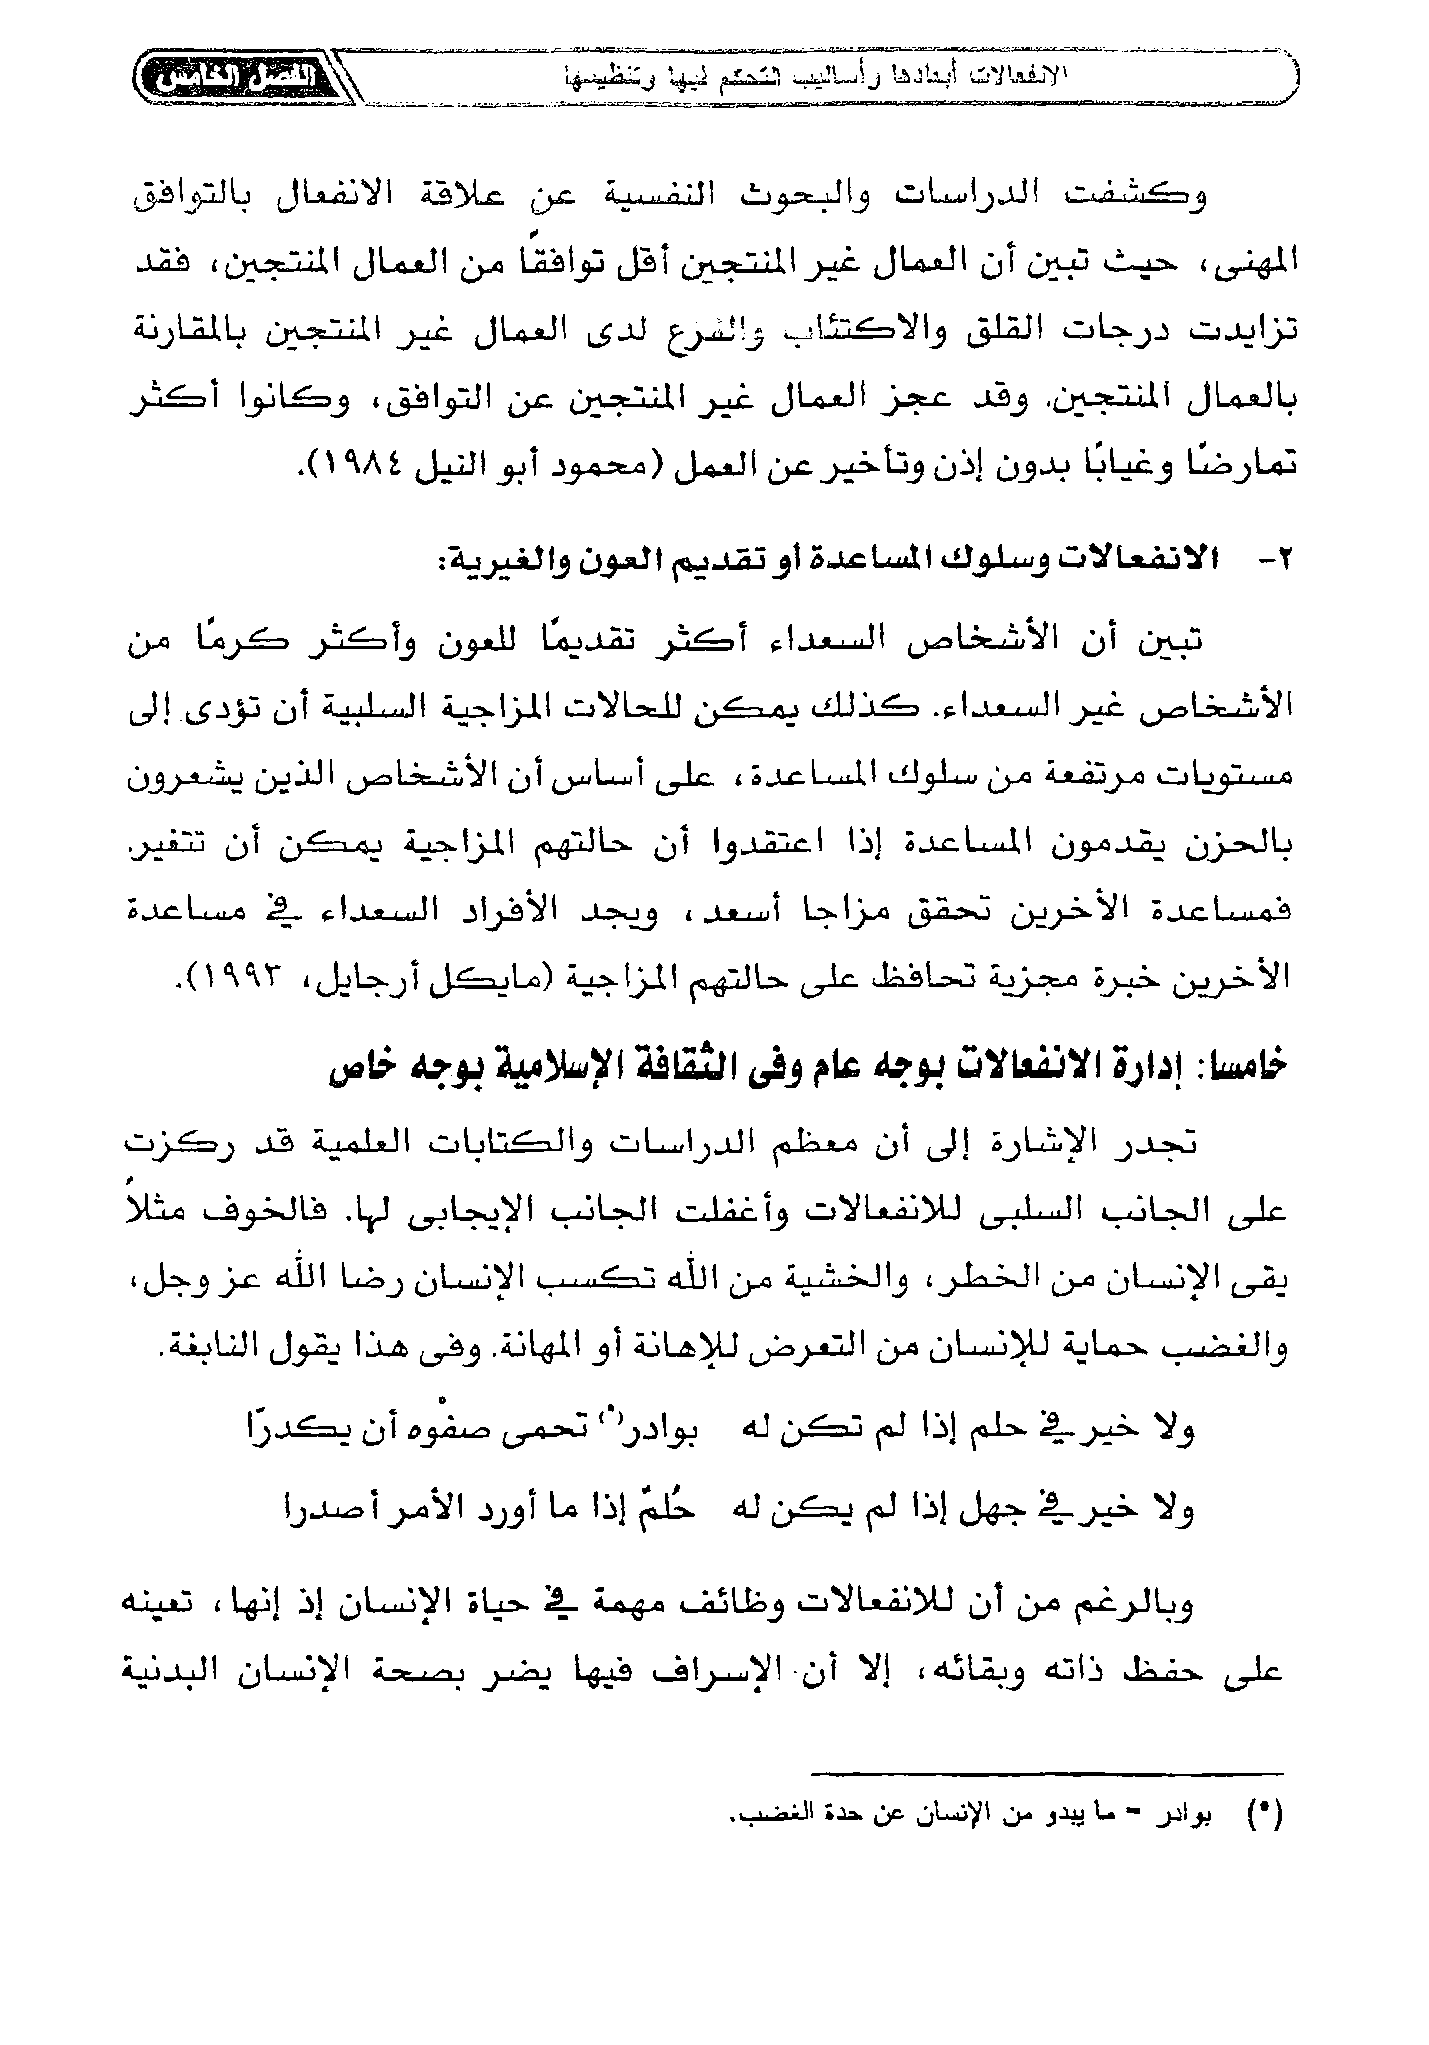 الانفعالات أبعادها وأساليب التحكم فيها وتنظيمها
الفصل الخامس
وكشفت الدراسات والبحوث النفسية عن علاقة الانفعال بالتوافق
المهنى، حيث تبين أن العمال غير المنتجين أقل توافقًا من العمال المنتجين، فقد
تزايدت درجات القلق والاكتئاب والفزع لدى العمال غير المنتجين بالمقارنة
بالعمال المنتجين. وقد عجز العمال غير المنتجين عن التوافق، وكانوا أكثر
تمارضًا وغيابًا بدون إذن وتأخير عن العمل (محمود أبو النيل ١٩٨٤).
٢- الانفعالات وسلوك المساعدة أو تقديم العون والغيرية:
تبين أن الأشخاص السعداء أكثر تقديمًا للعون وأكثر كرمًا من
الأشخاص غير السعداء. كذلك يمكن للحالات المزاجية السلبية أن تؤدى إلى
مستويات مرتفعة من سلوك المساعدة، على أساس أن الأشخاص الذين يشعرون
بالحزن يقدمون المساعدة إذا اعتقدوا أن حالتهم المزاجية يمكن أن تتغير.
فمساعدة الأخرين تحقق مزاجا أسعد، ويجد الأفراد السعداء في مساعدة
الأخرين خبرة مجزية تحافظ على حالتهم المزاجية (مايكل أرجايل، ١٩٩٣).
خامسا: إدارة الانفعالات بوجه عام وفى الثقافة الإسلامية بوجه خاص
تجدر الإشارة إلى أن معظم الدراسات والكتابات العلمية قد ركزت
على الجانب السلبى للانفعالات وأغفلت الجانب الإيجابى لها. فالخوف مثلاً
يقى الإنسان من الخطر، والخشية من الله تكسب الإنسان رضا الله عز وجل،
والغضب حماية للإنسان من التعرض للإهانة أو المهانة. وفى هذا يقول النابغة.
ولا خير في حلم إذا لم تكن له بوادر(*) تحمى صفْوه أن يكدرّا
ولا خير في جهل إذا لم يكن له حُلمٌ إذا ما أورد الأمر أصدرا
وبالرغم من أن للانفعالات وظائف مهمة في حياة الإنسان إذ إنها، تعينه
على حفظ ذاته وبقائه، إلا أن الإسراف فيها يضر بصحة الإنسان البدنية
(*) بوادر = ما يبدو من الإنسان عن حدة الغضب.